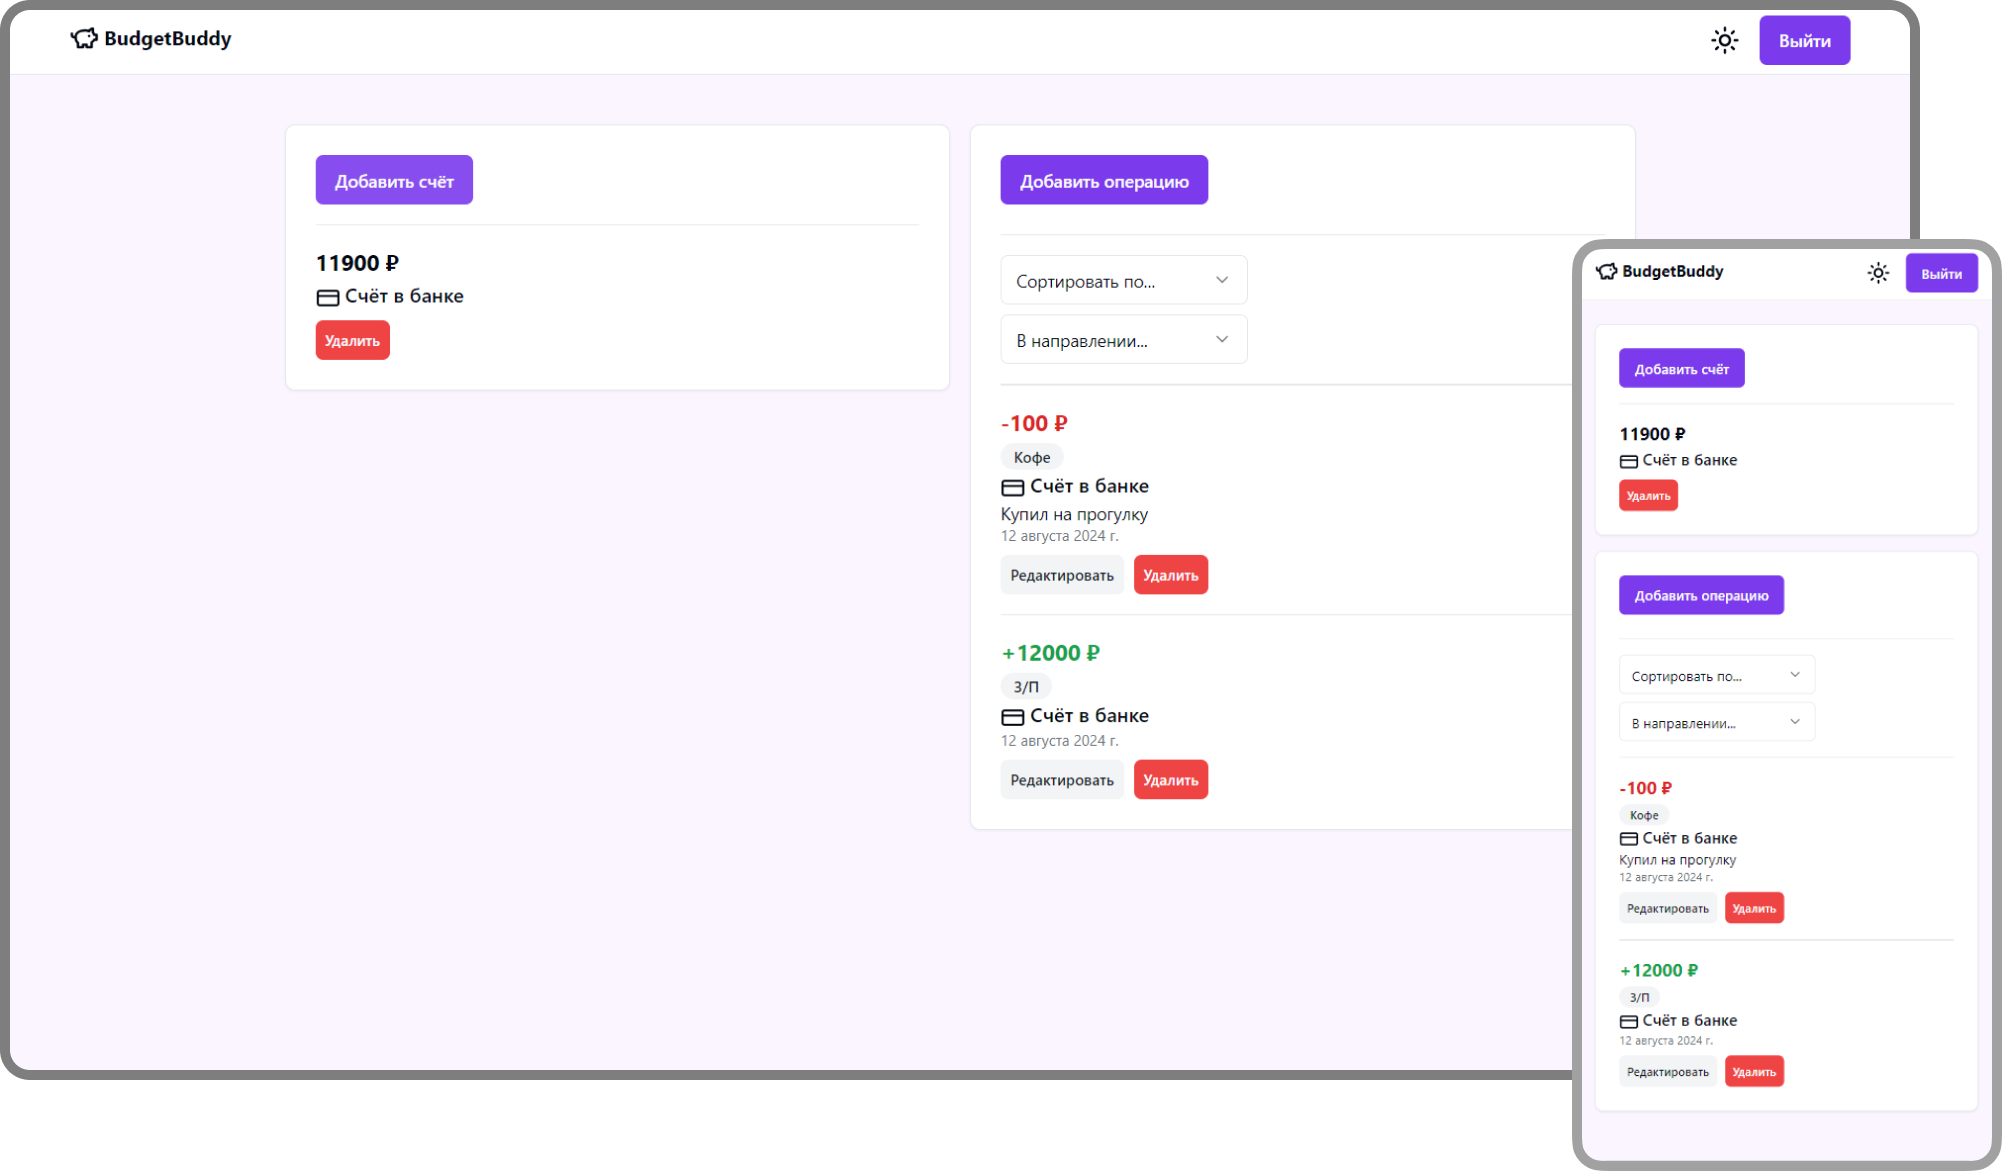 BudgetBuddy
Выйти
Добавить счёт
11900 ₽
Счёт в банке
Удалить
Добавить операцию
Сортировать по...
В направлении...
-100 ₽
Кофе
Счёт в банке
Купил на прогулку
12 августа 2024 г.
Редактировать Удалить
+12000 ₽
З/П
Счёт в банке
12 августа 2024 г.
Редактировать Удалить
BudgetBuddy
Выйти
Добавить счёт
11900 ₽
Счёт в банке
Удалить
Добавить операцию
Сортировать по...
В направлении...
-100 ₽
Кофе
Счёт в банке
Купил на прогулку
12 августа 2024 г.
Редактировать Удалить
+12000 ₽
З/П
Счёт в банке
12 августа 2024 г.
Редактировать Удалить